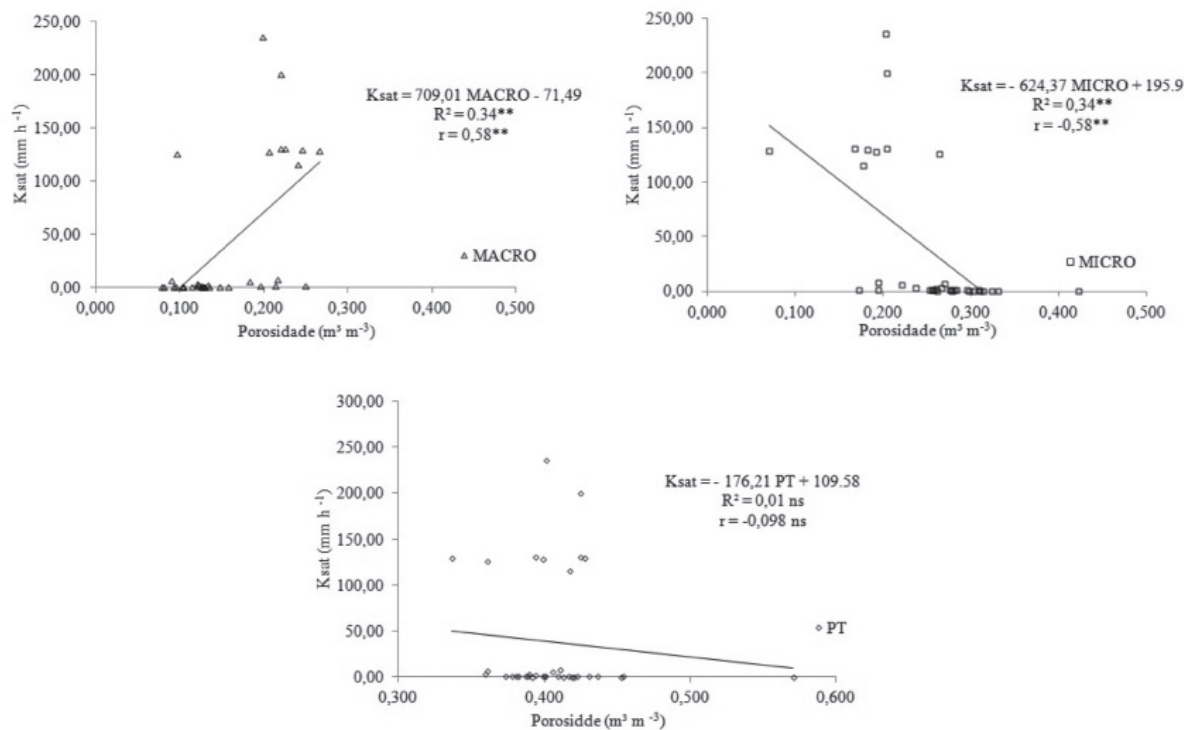 250,00
200,00
150,00
100,00
50,00
0,00
Ksat (mm h -1)
Ksat = 709,01 MACRO - 71,49
R² = 0.34**
r = 0,58**
MACRO
0,000 0,100 0,200 0,300 0,400 0,500
Porosidade (m³ m-3)
250,00
200,00
150,00
100,00
50,00
0,00
Ksat (mm h-1)
Ksat = - 624,37 MICRO + 195.9
R² = 0,34**
r = -0,58**
MICRO
0,000 0,100 0,200 0,300 0,400 0,500
Porosidade (m³ m-3)
300,00
250,00
200,00
150,00
100,00
50,00
0,00
Ksat (mm h-1)
Ksat = - 176,21 PT + 109.58
R² = 0,01 ns
r = -0,098 ns
PT
0,300 0,400 0,500 0,600
Porosidde (m³ m -3)